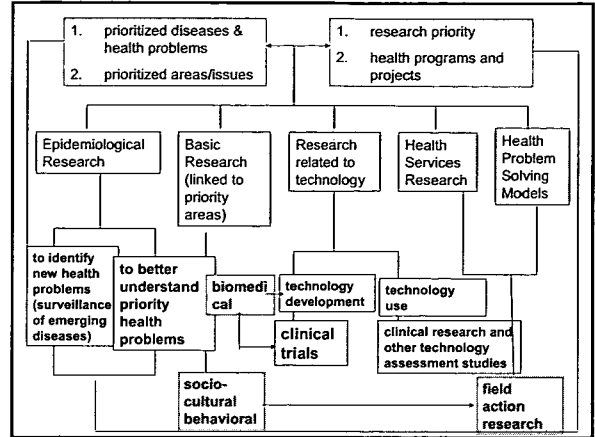 1. prioritized diseases &
health problems
2. prioritized areas/issues
1. research priority
2. health programs and
projects
Epidemiological
Research
Basic
Research
(linked to
priority
areas)
Research
related to
technology
Health
Services
Research
Health
Problem
Solving
Models
to identify
new health
problems
(surveillance
of emerging
diseases)
to better
understand
priority
health
problems
biomedi
cal
technology
development
technology
use
clinical
trials
clinical research and
other technology
assessment studies
socio-
cultural
behavioral
field
action
research